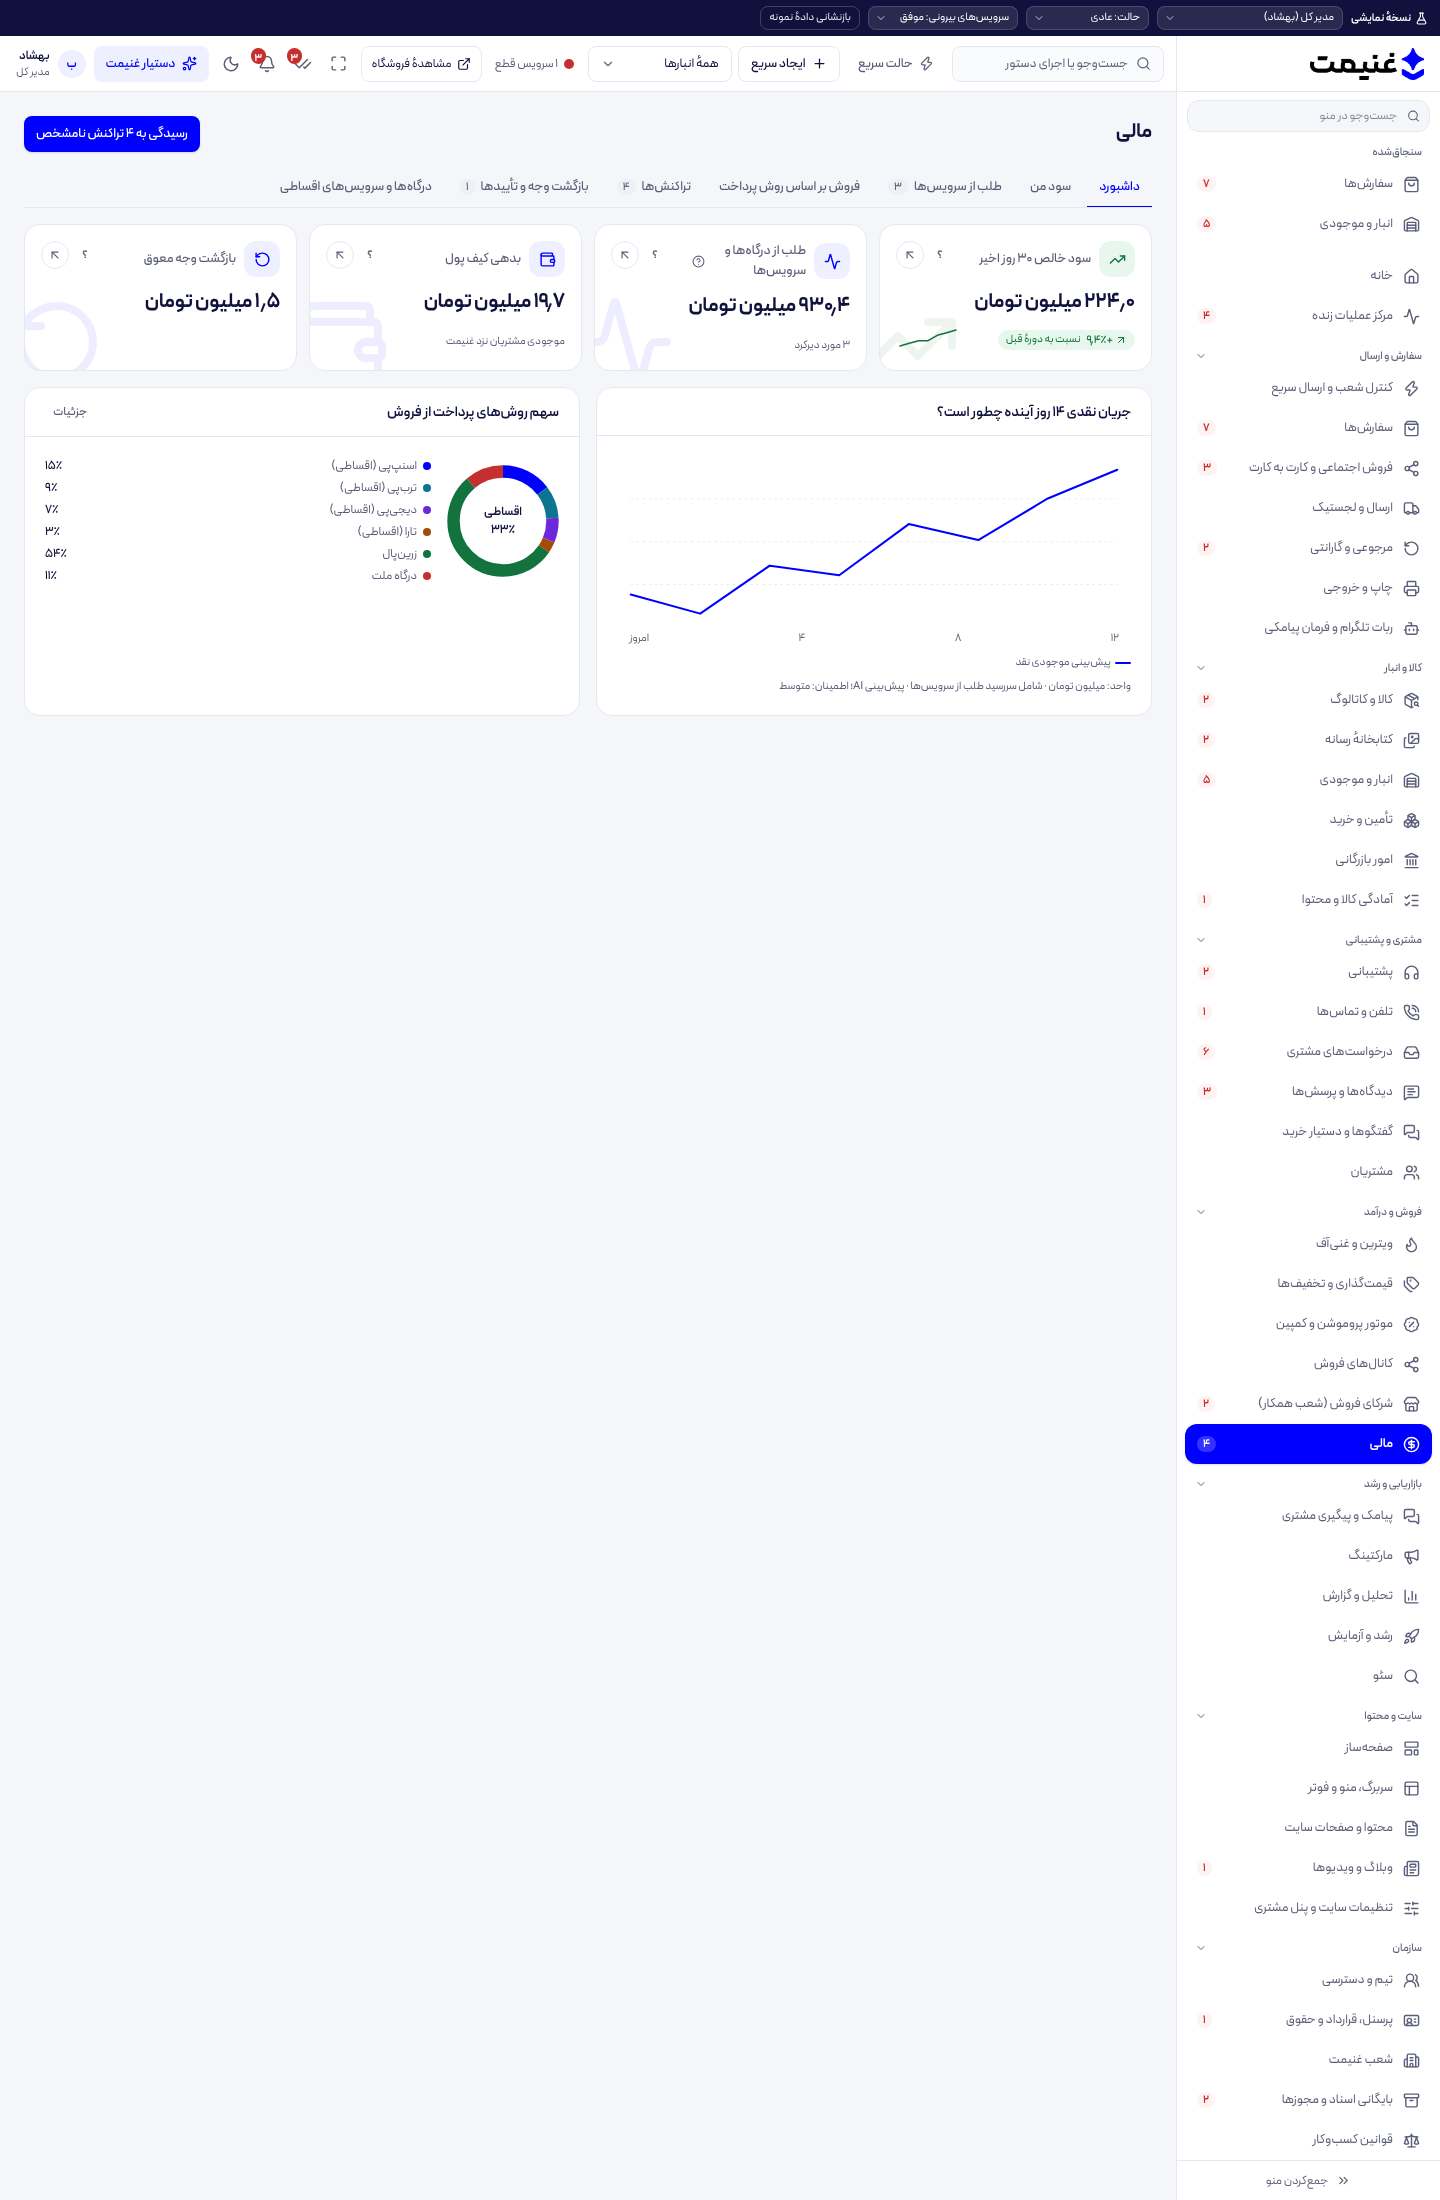 نسخهٔ نمایشی
مدیر کل (بهشاد)
حالت: عادی
سرویس‌های بیرونی: موفق
بازنشانی دادهٔ نمونه
غنیمت
جست‌وجو یا اجرای دستور
حالت سریع
ایجاد سریع
همهٔ انبارها
۱ سرویس قطع
مشاهدهٔ فروشگاه
۳
۳
دستیار غنیمت
ب
بهشاد
مدیر کل
جست‌وجو در منو
سنجاق‌شده
سفارش‌ها ۷
انبار و موجودی ۵
خانه
مرکز عملیات زنده ۴
سفارش و ارسال
کنترل شعب و ارسال سریع
سفارش‌ها ۷
فروش اجتماعی و کارت به کارت ۳
ارسال و لجستیک
مرجوعی و گارانتی ۲
چاپ و خروجی
ربات تلگرام و فرمان پیامکی
کالا و انبار
کالا و کاتالوگ ۲
کتابخانهٔ رسانه ۲
انبار و موجودی ۵
تأمین و خرید
امور بازرگانی
آمادگی کالا و محتوا ۱
مشتری و پشتیبانی
پشتیبانی ۲
تلفن و تماس‌ها ۱
درخواست‌های مشتری ۶
دیدگاه‌ها و پرسش‌ها ۳
گفتگوها و دستیار خرید
مشتریان
فروش و درآمد
ویترین و غنی‌آف
قیمت‌گذاری و تخفیف‌ها
موتور پروموشن و کمپین
کانال‌های فروش
شرکای فروش (شعب همکار) ۲
مالی ۴
بازاریابی و رشد
پیامک و پیگیری مشتری
مارکتینگ
تحلیل و گزارش
رشد و آزمایش
سئو
سایت و محتوا
صفحه‌ساز
سربرگ، منو و فوتر
محتوا و صفحات سایت
وبلاگ و ویدیوها ۱
تنظیمات سایت و پنل مشتری
سازمان
تیم و دسترسی
پرسنل، قرارداد و حقوق ۱
شعب غنیمت
بایگانی اسناد و مجوزها ۲
قوانین کسب‌وکار
جمع‌کردن منو
مالی
رسیدگی به ۴ تراکنش نامشخص
داشبورد
سود من
طلب از سرویس‌ها ۳
فروش بر اساس روش پرداخت
تراکنش‌ها ۴
بازگشت وجه و تأییدها ۱
درگاه‌ها و سرویس‌های اقساطی
سود خالص ۳۰ روز اخیر ؟
۲۲۴٫۰ میلیون تومان
+۹٫۴٪ نسبت به دورهٔ قبل
طلب از درگاه‌ها و
سرویس‌ها ؟
۹۳۰٫۴ میلیون تومان
۳ مورد دیرکرد
بدهی کیف پول ؟
۱۹٫۷ میلیون تومان
موجودی مشتریان نزد غنیمت
بازگشت وجه معوق ؟
۱٫۵ میلیون تومان
جریان نقدی ۱۴ روز آینده چطور است؟
امروز ۴ ۸ ۱۲
پیش‌بینی موجودی نقد
واحد: میلیون تومان · شامل سررسید طلب از سرویس‌ها · پیش‌بینی AI؛ اطمینان: متوسط
سهم روش‌های پرداخت از فروش
جزئیات
اقساطی
۳۳٪
اسنپ‌پی (اقساطی) ۱۵٪
ترب‌پی (اقساطی) ۹٪
دیجی‌پی (اقساطی) ۷٪
تارا (اقساطی) ۳٪
زرین‌پال ۵۴٪
درگاه ملت ۱۱٪